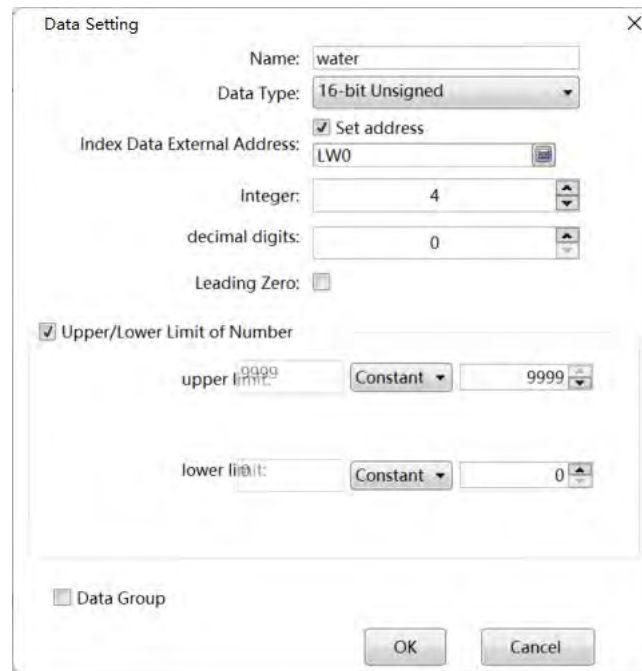 Data Setting
Name: water
Data Type: 16-bit Unsigned
Set address
Index Data External Address:
LW0
Integer: 4
decimal digits: 0
Leading Zero:
Upper/Lower Limit of Number
upper limit: 9999 Constant 9999
lower limit: 0 Constant 0
Data Group
OK Cancel